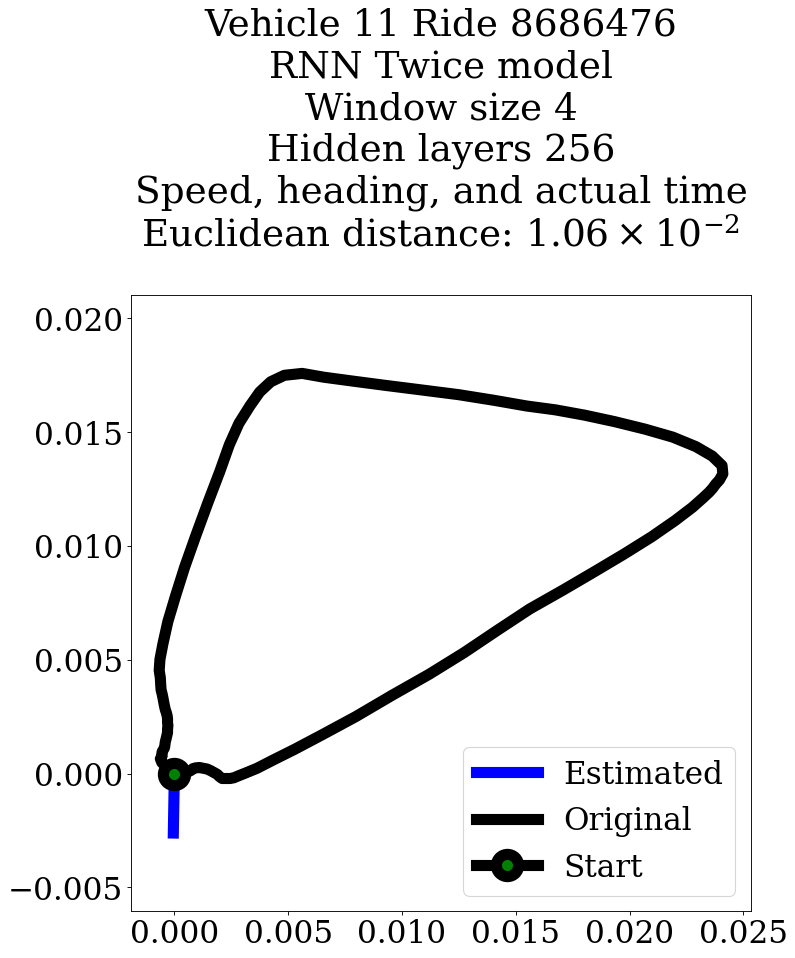 Vehicle 11 Ride 8686476
RNN Twice model
Window size 4
Hidden layers 256
Speed, heading, and actual time
Euclidean distance: 1.06 × 10⁻²
0.020
0.015
0.010
0.005
0.000
−0.005
Estimated
Original
Start
0.000 0.005 0.010 0.015 0.020 0.025